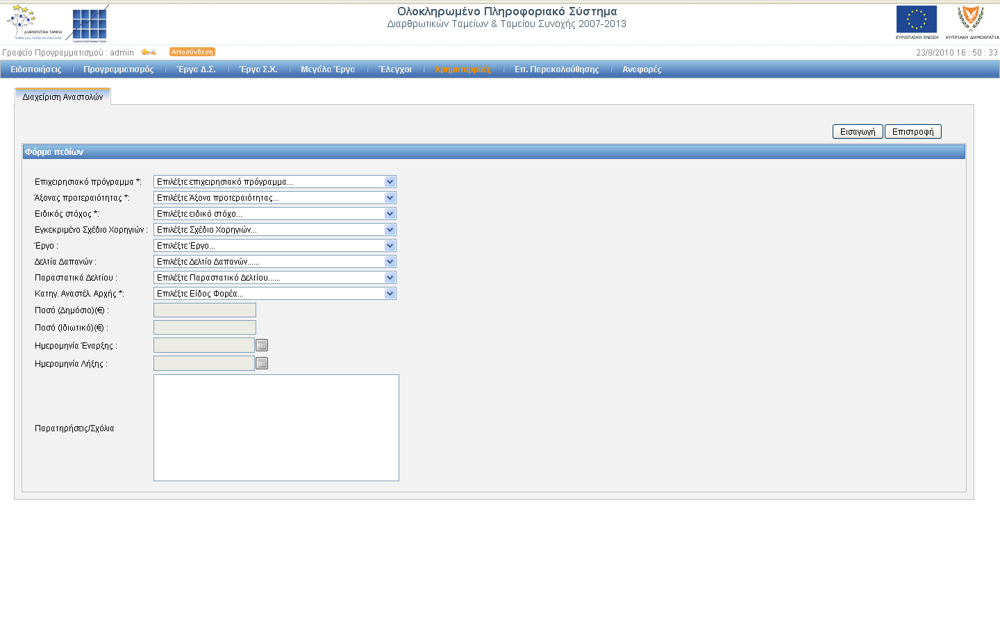 Ολοκληρωμένο Πληροφοριακό Σύστημα
Διαρθρωτικών Ταμείων & Ταμείου Συνοχής 2007-2013
ΔΙΑΡΘΡΩΤΙΚΑ ΤΑΜΕΙΑ
ΕΥΡΩΠΑΪΚΗ ΕΝΩΣΗ
ΚΥΠΡΙΑΚΗ ΔΗΜΟΚΡΑΤΙΑ
Γραφείο Προγραμματισμού : admin
Αποσύνδεση
23/8/2010 16 : 50 : 33
Ειδοποιήσεις
Προγραμματισμός
Έργα Δ.Σ.
Έργα Σ.Χ.
Μεγάλα Έργα
Έλεγχοι
Χρηματορροές
Επ. Παρακολούθησης
Αναφορές
Διαχείριση Αναστολών
Εισαγωγή
Επιστροφή
Φόρμα πεδίων
Επιχειρησιακό πρόγραμμα *: Επιλέξτε επιχειρησιακό πρόγραμμα...
Άξονας προτεραιότητας *: Επιλέξτε Άξονα προτεραιότητας...
Ειδικός στόχος *: Επιλέξτε ειδικό στόχο...
Εγκεκριμένο Σχέδιο Χορηγιών : Επιλέξτε Σχέδιο Χορηγιών...
Έργο : Επιλέξτε Έργο...
Δελτία Δαπανών : Επιλέξτε Δελτίο Δαπανών......
Παραστατικά Δελτίου : Επιλέξτε Παραστατικό Δελτίου......
Κατηγ. Αναστέλ. Αρχής *: Επιλέξτε Είδος Φορέα...
Ποσό (Δημόσιο)(€) :
Ποσό (Ιδιωτικό)(€) :
Ημερομηνία Έναρξης :
Ημερομηνία Λήξης :
Παρατηρήσεις/Σχόλια